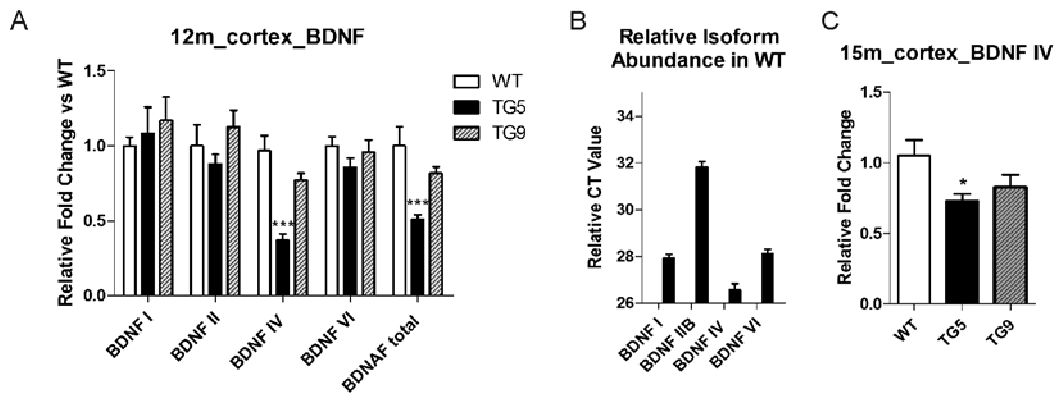 A
12m_cortex_BDNF
Relative Fold Change vs WT
1.5
1.0
0.5
0.0
***
***
BDNF I
BDNF II
BDNF IV
BDNF VI
BDNAF total
WT
TG5
TG9
B
Relative Isoform
Abundance in WT
Relative CT Value
34
32
30
28
26
BDNF I
BDNF IIB
BDNF IV
BDNF VI
C
15m_cortex_BDNF IV
Relative Fold Change
1.5
1.0
0.5
0.0
*
WT
TG5
TG9